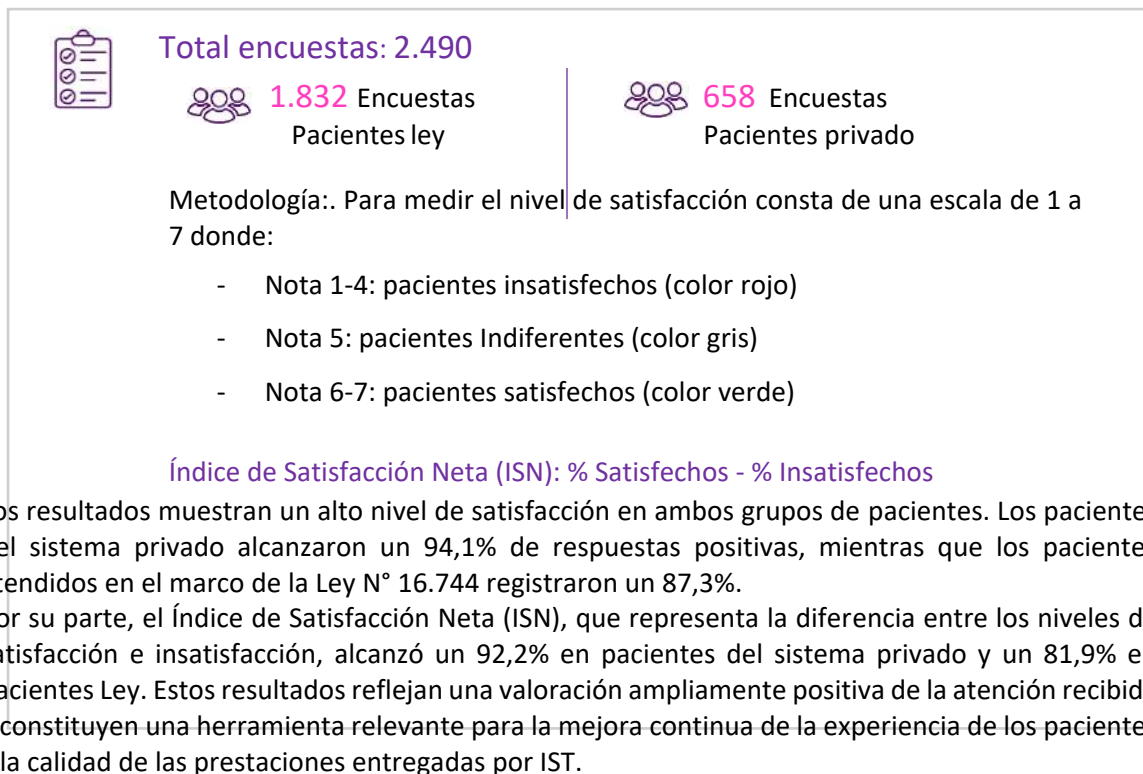 Total encuestas: 2.490
1.832 Encuestas
Pacientes ley
658 Encuestas
Pacientes privado
Metodología:. Para medir el nivel de satisfacción consta de una escala de 1 a
7 donde:
- Nota 1-4: pacientes insatisfechos (color rojo)
- Nota 5: pacientes Indiferentes (color gris)
- Nota 6-7: pacientes satisfechos (color verde)
Índice de Satisfacción Neta (ISN): % Satisfechos - % Insatisfechos
os resultados muestran un alto nivel de satisfacción en ambos grupos de pacientes. Los paciente
el sistema privado alcanzaron un 94,1% de respuestas positivas, mientras que los paciente
tendidos en el marco de la Ley N° 16.744 registraron un 87,3%.
or su parte, el Índice de Satisfacción Neta (ISN), que representa la diferencia entre los niveles d
atisfacción e insatisfacción, alcanzó un 92,2% en pacientes del sistema privado y un 81,9% e
acientes Ley. Estos resultados reflejan una valoración ampliamente positiva de la atención recibid
constituyen una herramienta relevante para la mejora continua de la experiencia de los paciente
la calidad de las prestaciones entregadas por IST.